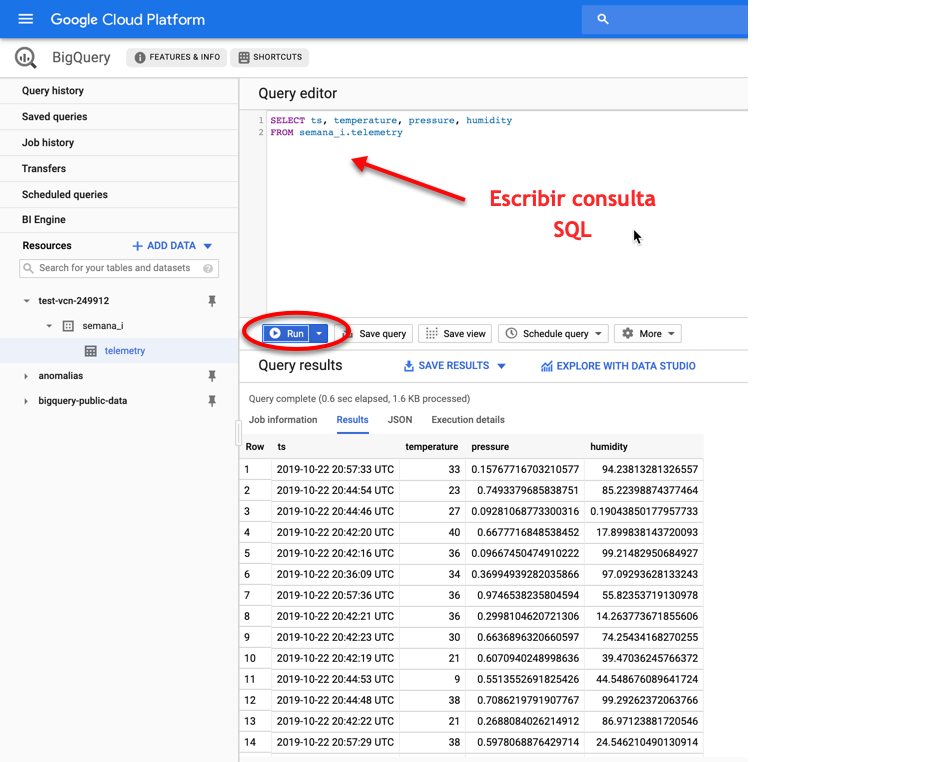 Google Cloud Platform
BigQuery FEATURES & INFO SHORTCUTS
Query history
Saved queries
Job history
Transfers
Scheduled queries
BI Engine
Resources + ADD DATA
Search for your tables and datasets
test-vcn-249912
semana_i
telemetry
anomalias
bigquery-public-data
Query editor
1 SELECT ts, temperature, pressure, humidity
2 FROM semana_i.telemetry
Escribir consulta
SQL
Run Save query Save view Schedule query More
Query results SAVE RESULTS EXPLORE WITH DATA STUDIO
Query complete (0.6 sec elapsed, 1.6 KB processed)
Job information Results JSON Execution details
Row ts temperature pressure humidity
1 2019-10-22 20:57:33 UTC 33 0.15767716703210577 94.23813281326557
2 2019-10-22 20:44:54 UTC 23 0.7493379685838751 85.22398874377464
3 2019-10-22 20:44:46 UTC 27 0.09281068773300316 0.19043850177957733
4 2019-10-22 20:42:20 UTC 40 0.6677716848538452 17.899838143720093
5 2019-10-22 20:42:16 UTC 36 0.09667450474910222 99.21482950684927
6 2019-10-22 20:36:09 UTC 34 0.36994939282035866 97.09293628133243
7 2019-10-22 20:57:36 UTC 36 0.9746538235804594 55.82353719130978
8 2019-10-22 20:42:21 UTC 36 0.2998104620721306 14.263773671855606
9 2019-10-22 20:42:23 UTC 30 0.6636896320660597 74.25434168270255
10 2019-10-22 20:42:19 UTC 21 0.6070940248998636 39.47036245766372
11 2019-10-22 20:44:53 UTC 9 0.5513552691825426 44.548676089641724
12 2019-10-22 20:44:48 UTC 38 0.7086219791907767 99.29262372063766
13 2019-10-22 20:42:22 UTC 21 0.2688084026214912 86.97123881720546
14 2019-10-22 20:57:29 UTC 38 0.5978068876429714 24.546210490130914